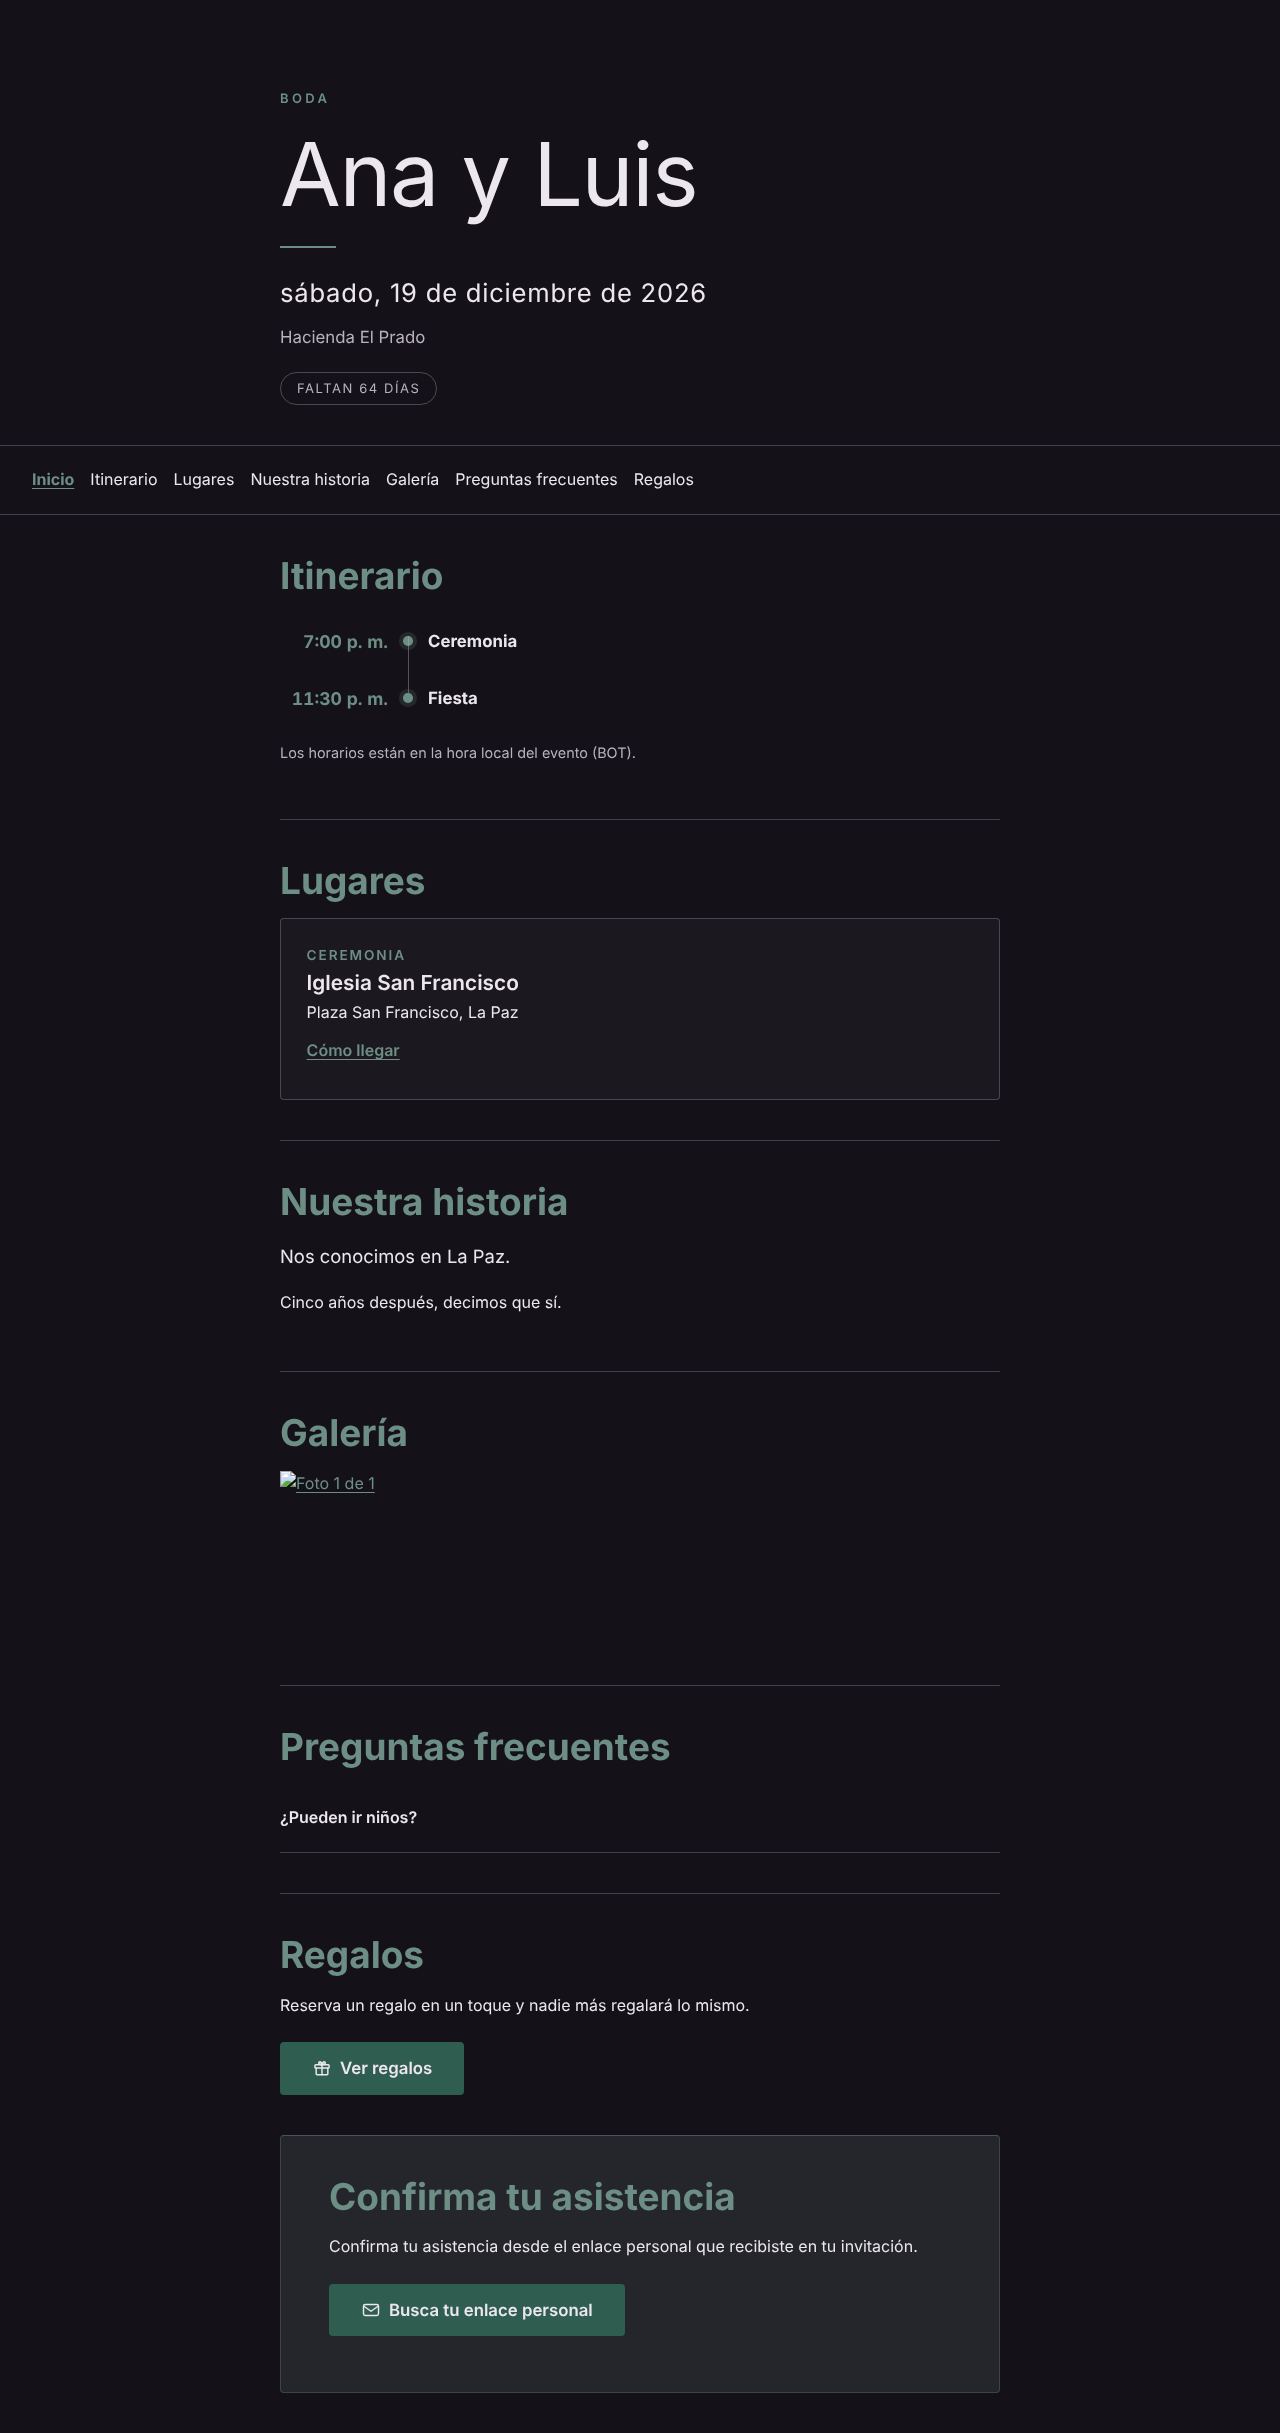 BODA
Ana y Luis
sábado, 19 de diciembre de 2026
Hacienda El Prado
FALTAN 64 DÍAS
Inicio Itinerario Lugares Nuestra historia Galería Preguntas frecuentes Regalos
Itinerario
7:00 p. m. Ceremonia
11:30 p. m. Fiesta
Los horarios están en la hora local del evento (BOT).
Lugares
CEREMONIA
Iglesia San Francisco
Plaza San Francisco, La Paz
Cómo llegar
Nuestra historia
Nos conocimos en La Paz.
Cinco años después, decimos que sí.
Galería
Foto 1 de 1
Preguntas frecuentes
¿Pueden ir niños?
Regalos
Reserva un regalo en un toque y nadie más regalará lo mismo.
Ver regalos
Confirma tu asistencia
Confirma tu asistencia desde el enlace personal que recibiste en tu invitación.
Busca tu enlace personal